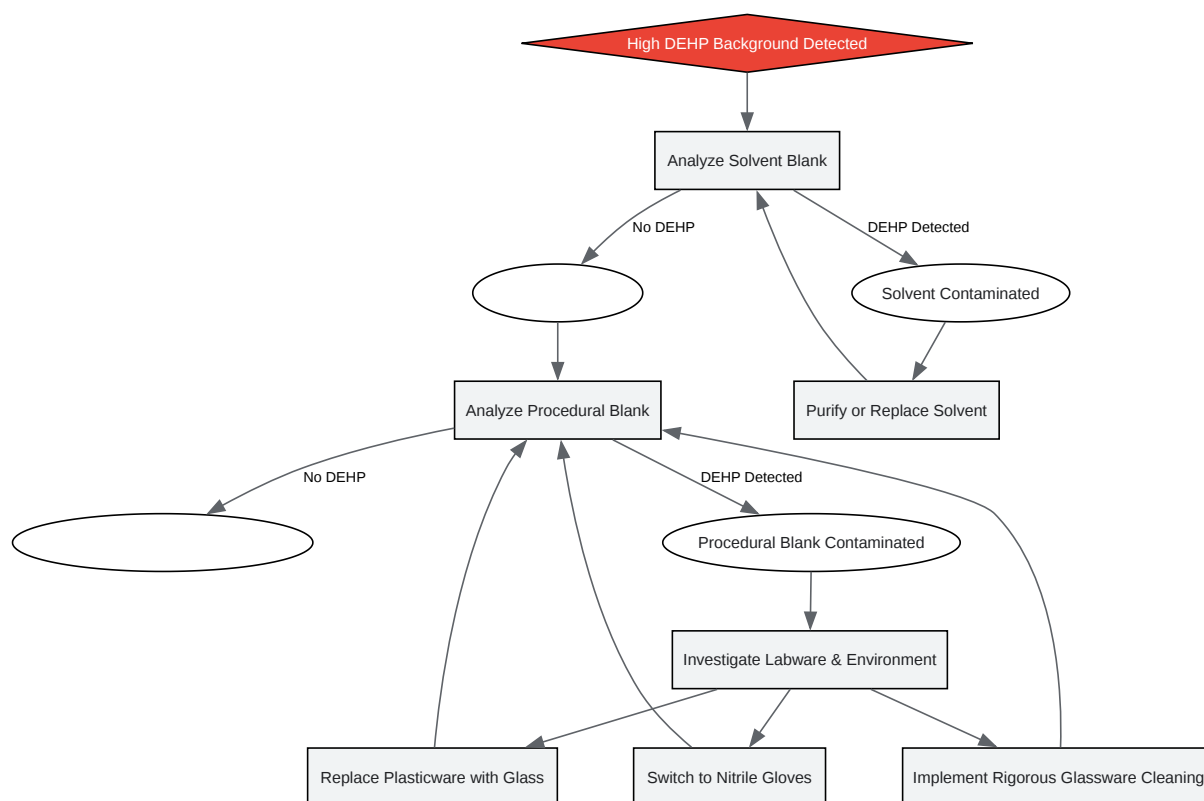 High DEHP Background Detected
Analyze Solvent Blank
No DEHP
DEHP Detected
Solvent Contaminated
Analyze Procedural Blank
Purify or Replace Solvent
No DEHP
DEHP Detected
Procedural Blank Contaminated
Investigate Labware & Environment
Replace Plasticware with Glass
Switch to Nitrile Gloves
Implement Rigorous Glassware Cleaning